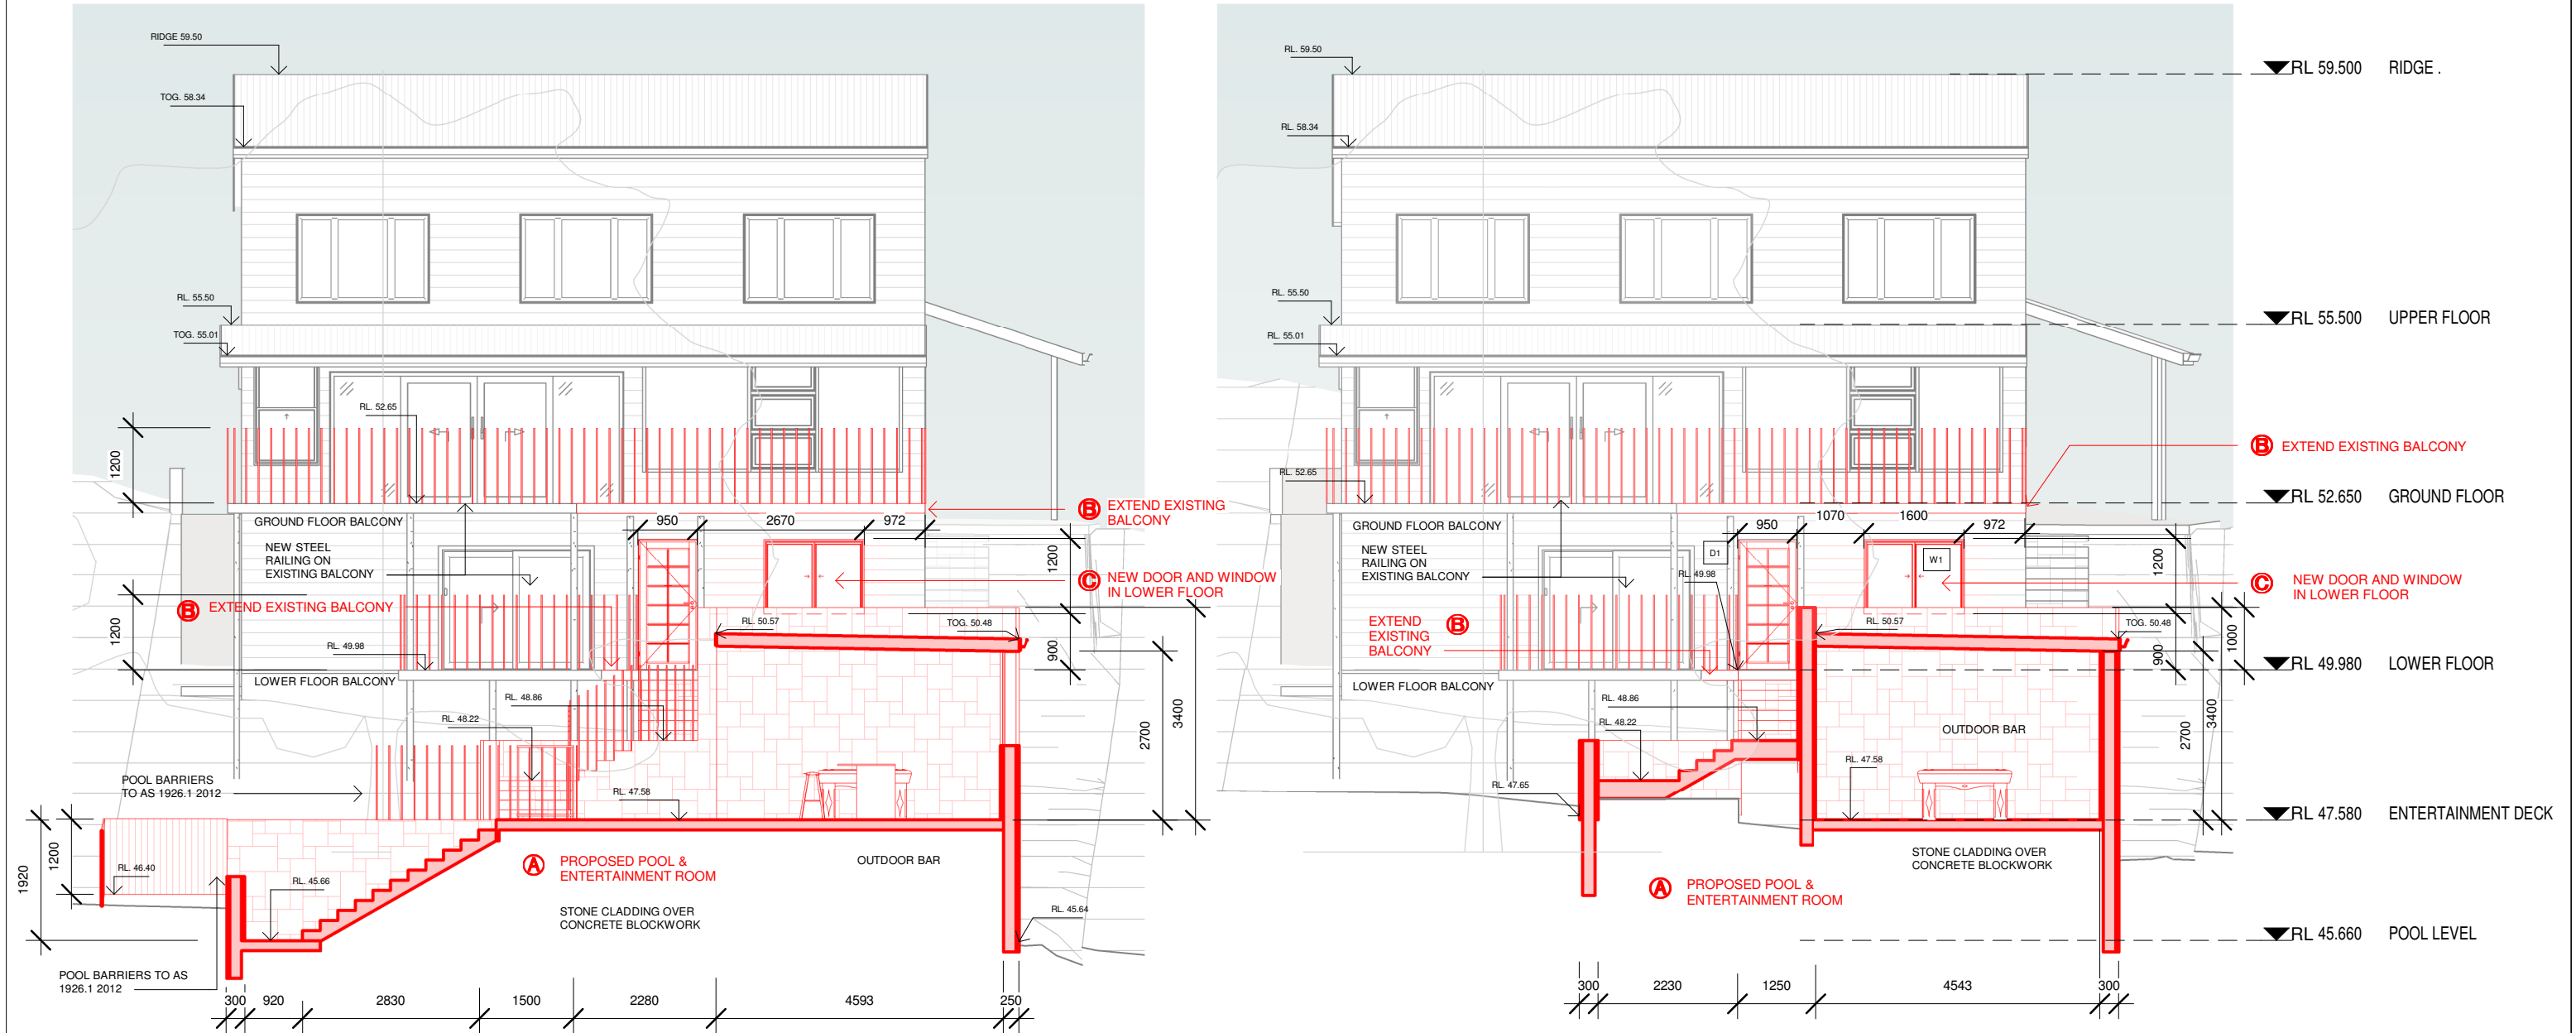 RIDGE 59.50
TOG. 58.34
RL. 55.50
TOG. 55.01
RL. 52.65
1200
GROUND FLOOR BALCONY
NEW STEEL
RAILING ON
EXISTING BALCONY
950
2670
972
B EXTEND EXISTING
BALCONY
1200
C NEW DOOR AND WINDOW
IN LOWER FLOOR
B EXTEND EXISTING BALCONY
1200
RL. 49.98
LOWER FLOOR BALCONY
RL. 50.57
TOG. 50.48
900
RL. 48.86
RL. 48.22
2700
3400
POOL BARRIERS
TO AS 1926.1 2012
RL. 47.58
1920
1200
RL. 46.40
RL. 45.66
A PROPOSED POOL &
ENTERTAINMENT ROOM
OUTDOOR BAR
STONE CLADDING OVER
CONCRETE BLOCKWORK
RL. 45.64
POOL BARRIERS TO AS
1926.1 2012
300
920
2830
1500
2280
4593
250
RL. 59.50
RL. 58.34
RL. 55.50
RL. 55.01
RL. 52.65
GROUND FLOOR BALCONY
NEW STEEL
RAILING ON
EXISTING BALCONY
950
1070
1600
972
D1
W1
RL. 49.98
1200
EXTEND
EXISTING
BALCONY
B
LOWER FLOOR BALCONY
RL. 50.57
TOG. 50.48
900
1000
RL. 48.86
RL. 48.22
OUTDOOR BAR
2700
3400
RL. 47.65
RL. 47.58
STONE CLADDING OVER
CONCRETE BLOCKWORK
A PROPOSED POOL &
ENTERTAINMENT ROOM
300
2230
1250
4543
300
RL 59.500 RIDGE .
RL 55.500 UPPER FLOOR
B EXTEND EXISTING BALCONY
RL 52.650 GROUND FLOOR
C NEW DOOR AND WINDOW
IN LOWER FLOOR
RL 49.980 LOWER FLOOR
RL 47.580 ENTERTAINMENT DECK
RL 45.660 POOL LEVEL